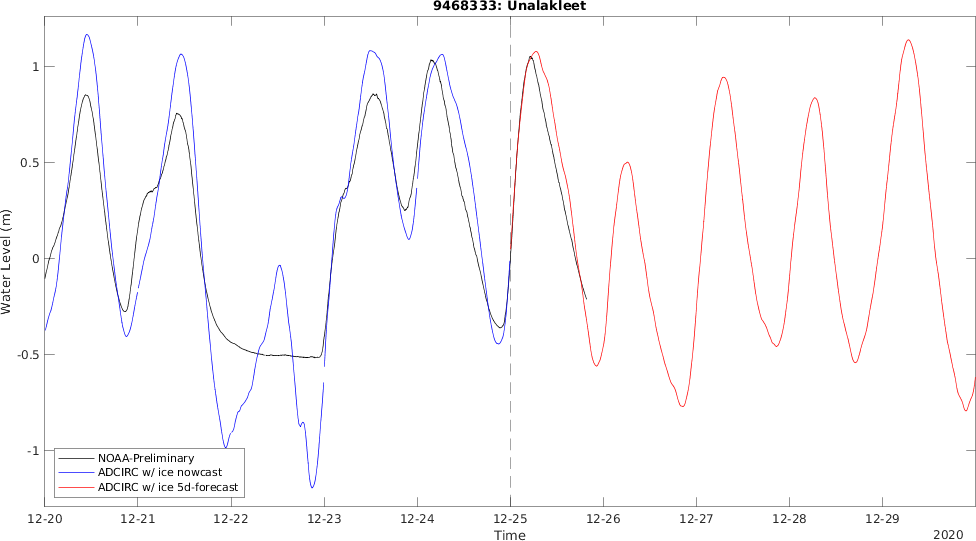 9468333: Unalakleet
Water Level (m)
1
0.5
0
-0.5
-1
NOAA-Preliminary
ADCIRC w/ ice nowcast
ADCIRC w/ ice 5d-forecast
12-20 12-21 12-22 12-23 12-24 12-25 12-26 12-27 12-28 12-29
Time
2020